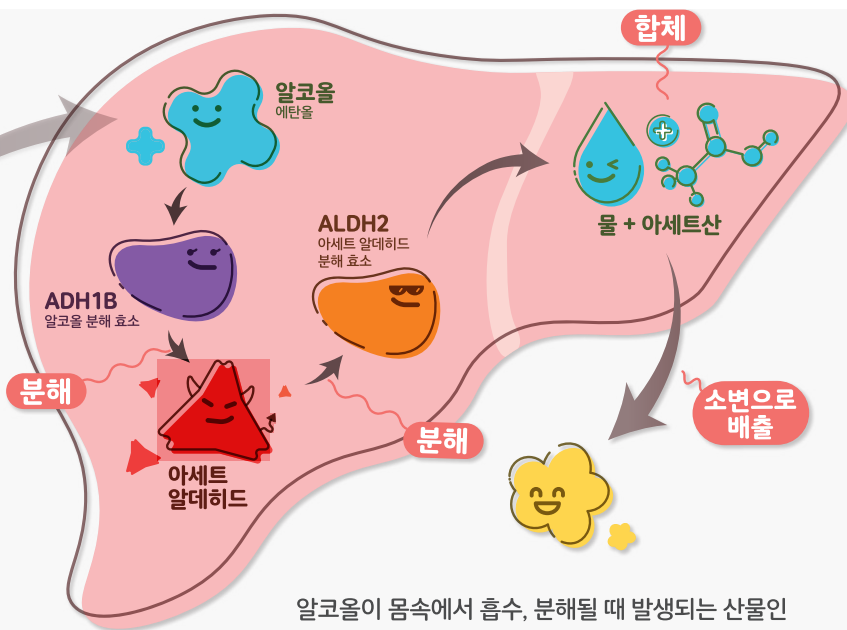 합체
알코올
에탄올
ALDH2
아세트 알데히드
분해 효소
물 + 아세트산
ADH1B
알코올 분해 효소
분해
분해
소변으로
배출
아세트
알데히드
알코올이 몸속에서 흡수, 분해될 때 발생되는 산물인